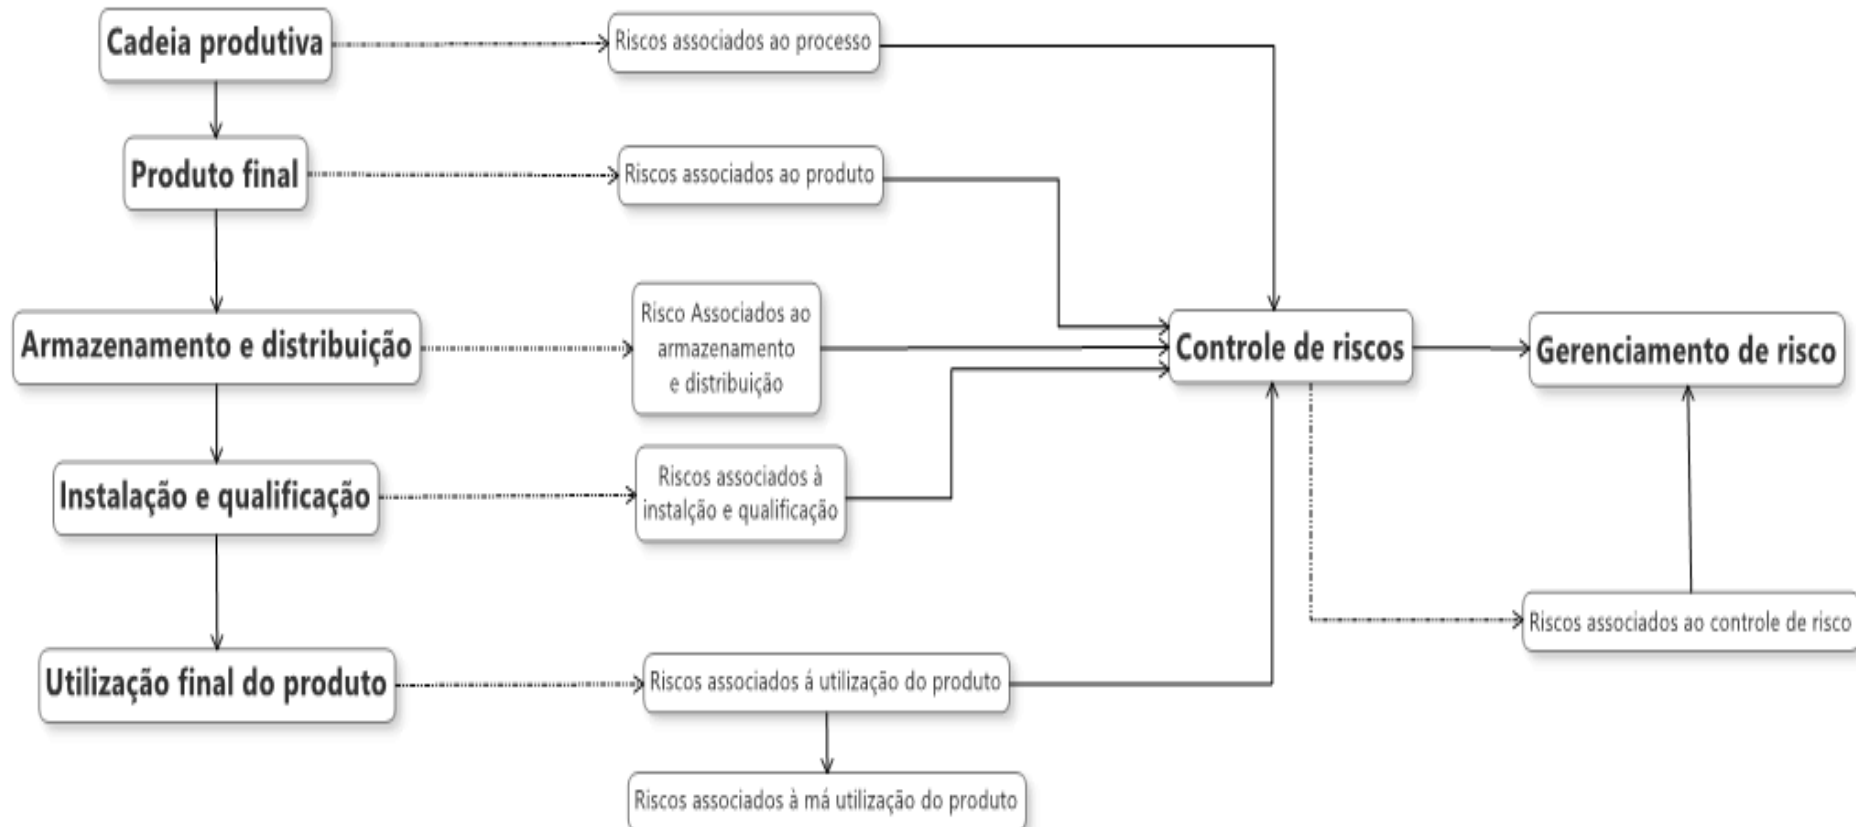 Cadeia produtiva
Riscos associados ao processo
Produto final
Riscos associados ao produto
Armazenamento e distribuição
Risco Associados ao
armazenamento
e distribuição
Controle de riscos
Gerenciamento de risco
Instalação e qualificação
Riscos associados à
instalção e qualificação
Riscos associados ao controle de risco
Utilização final do produto
Riscos associados á utilização do produto
Riscos associados à má utilização do produto